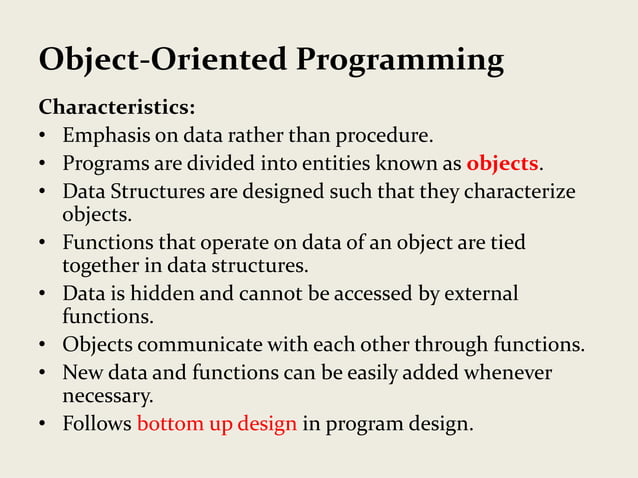 Object-Oriented Programming
Characteristics:
• Emphasis on data rather than procedure.
• Programs are divided into entities known as objects.
• Data Structures are designed such that they characterize
objects.
• Functions that operate on data of an object are tied
together in data structures.
• Data is hidden and cannot be accessed by external
functions.
• Objects communicate with each other through functions.
• New data and functions can be easily added whenever
necessary.
• Follows bottom up design in program design.